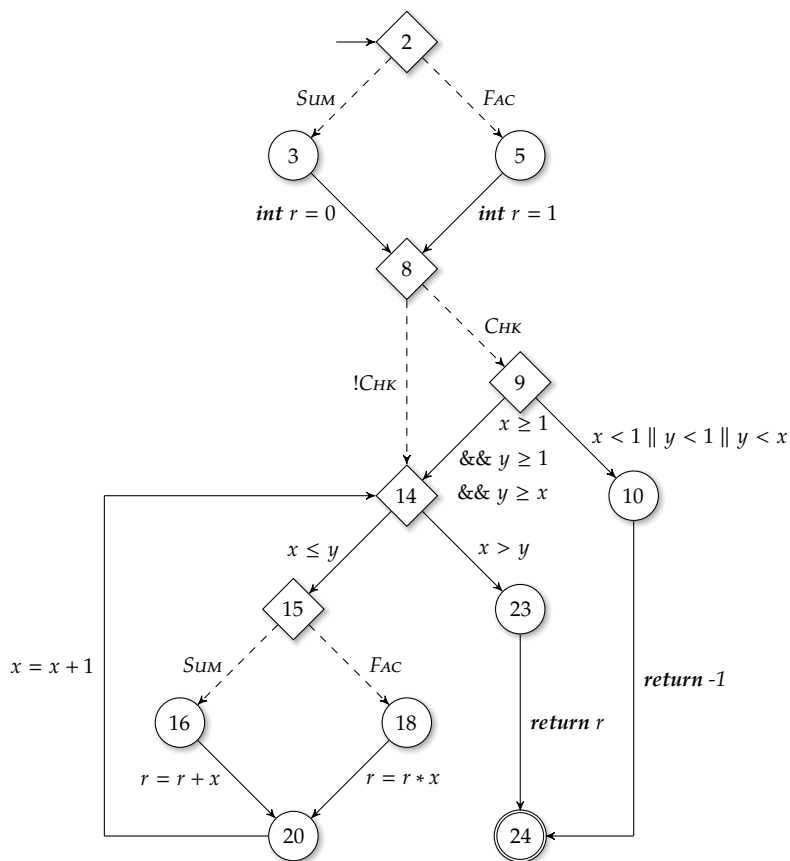 2
SUM
FAC
3
5
int r = 0
int r = 1
8
CHK
!CHK
9
x ≥ 1
&& y ≥ 1
&& y ≥ x
x < 1 || y < 1 || y < x
14
10
x ≤ y
x > y
15
23
SUM
FAC
x = x + 1
return -1
16
18
return r
r = r + x
r = r * x
20
24